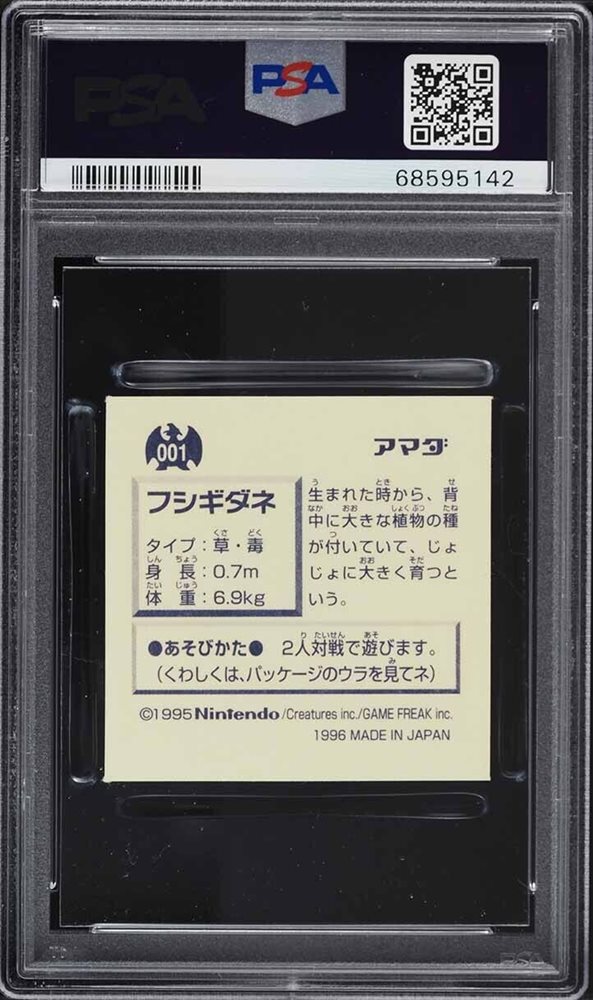 PSA
PSA
68595142
001
アマダ
フシギダネ
タイプ:草・毒
身長:0.7m
体重:6.9kg
生まれた時から、背
中に大きな植物の種
が付いていて、じょ
じょに大きく育つと
いう。
●あそびかた● 2人対戦で遊びます。
(くわしくは、パッケージのウラを見てネ)
©1995 Nintendo/Creatures inc./GAME FREAK inc.
1996 MADE IN JAPAN
PSA